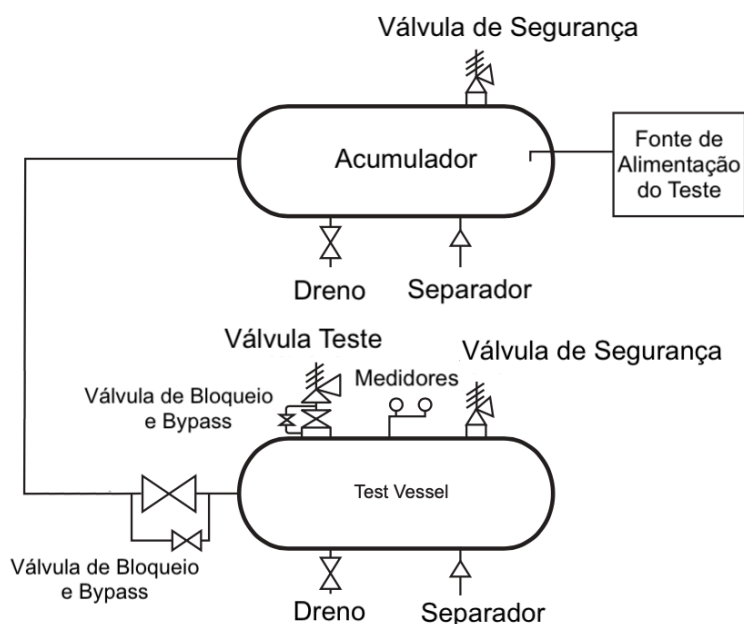 Válvula de Segurança
Acumulador
Fonte de
Alimentação
do Teste
Dreno
Separador
Válvula Teste
Válvula de Segurança
Medidores
Válvula de Bloqueio
e Bypass
Test Vessel
Válvula de Bloqueio
e Bypass
Dreno
Separador